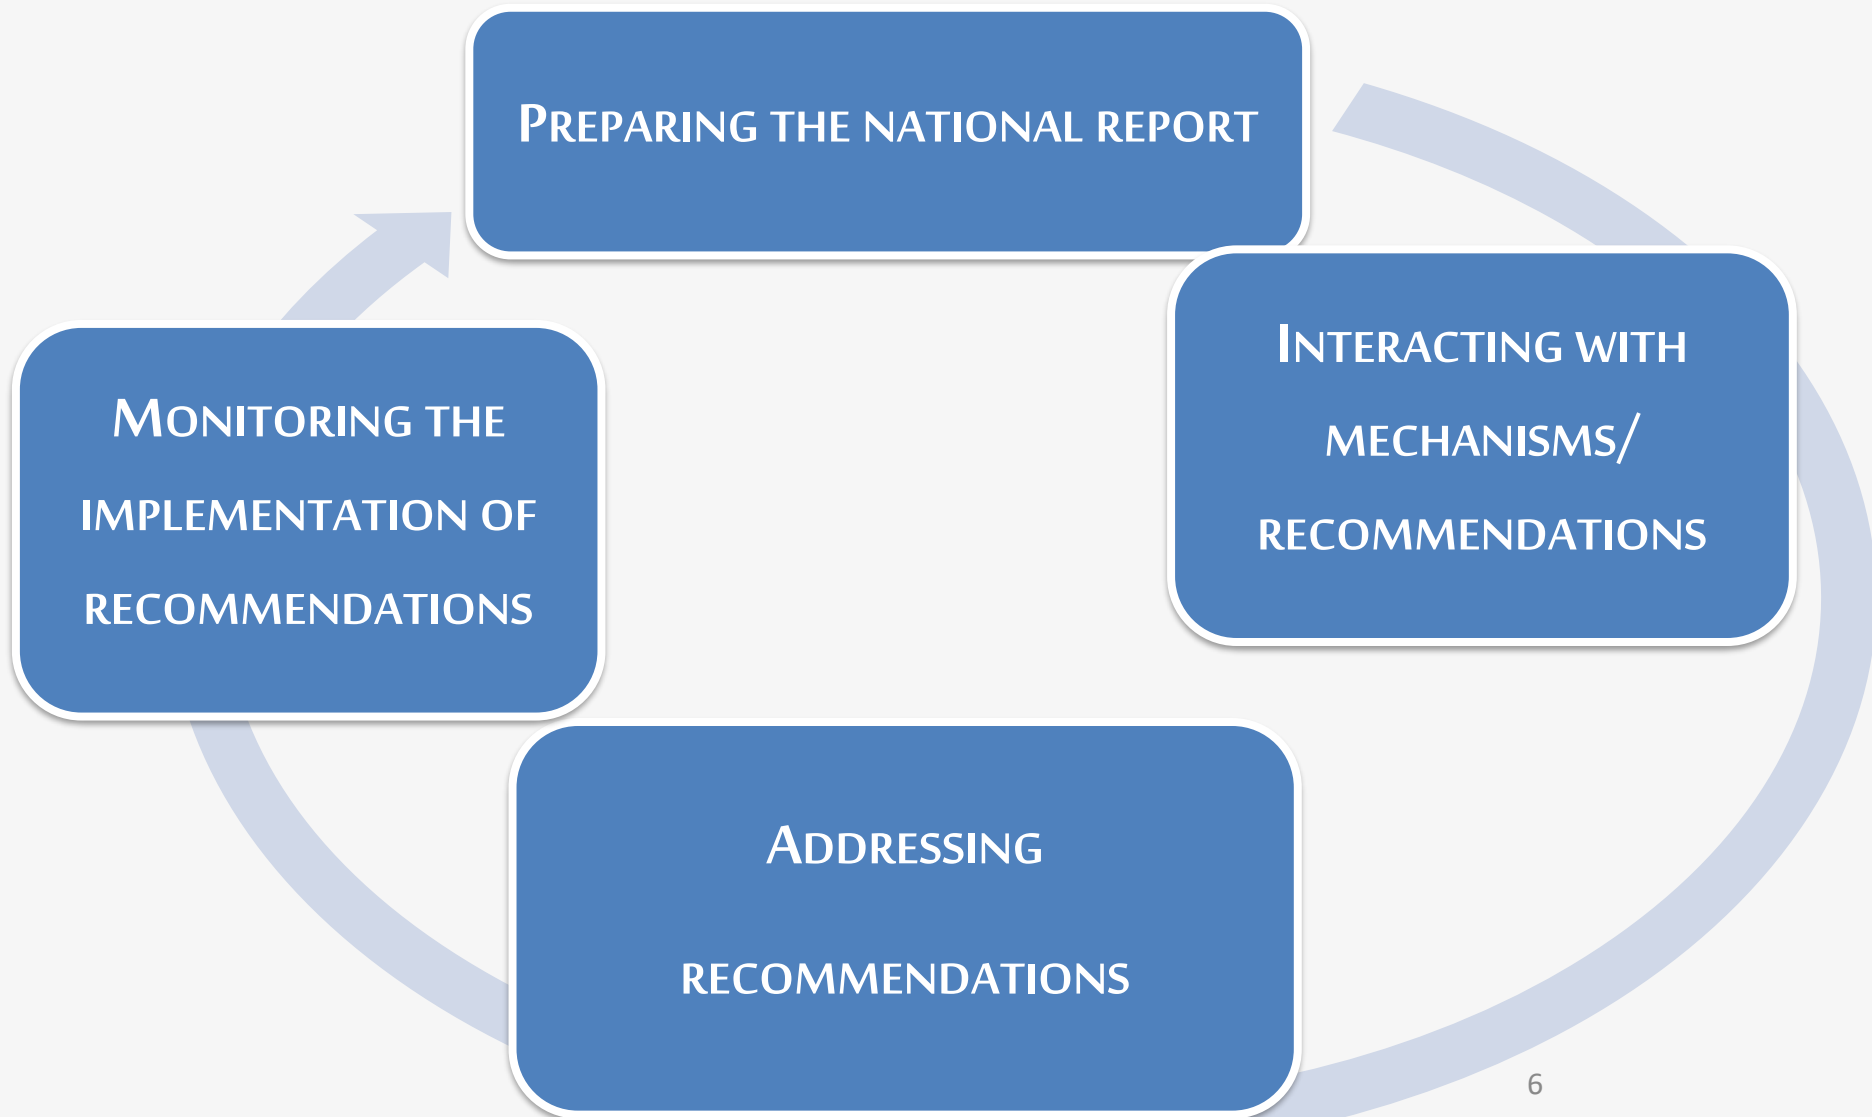 PREPARING THE NATIONAL REPORT
INTERACTING WITH
MECHANISMS/
RECOMMENDATIONS
ADDRESSING
RECOMMENDATIONS
MONITORING THE
IMPLEMENTATION OF
RECOMMENDATIONS
6